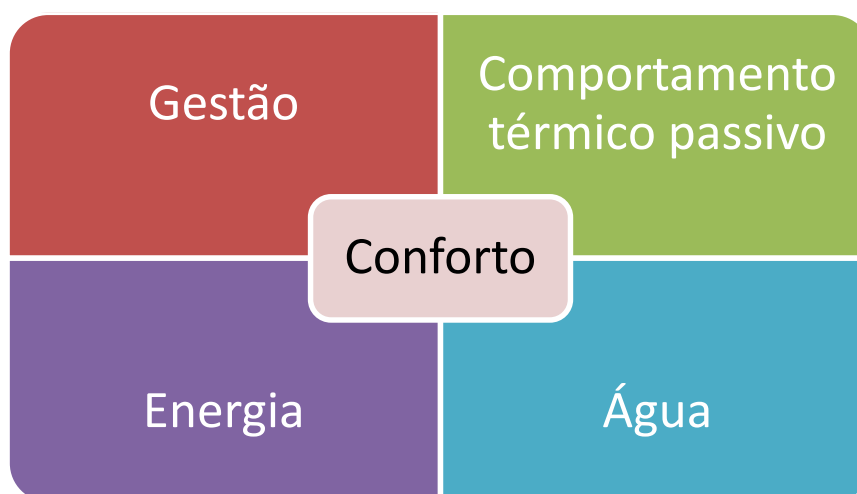 Gestão
Comportamento
térmico passivo
Conforto
Energia
Água